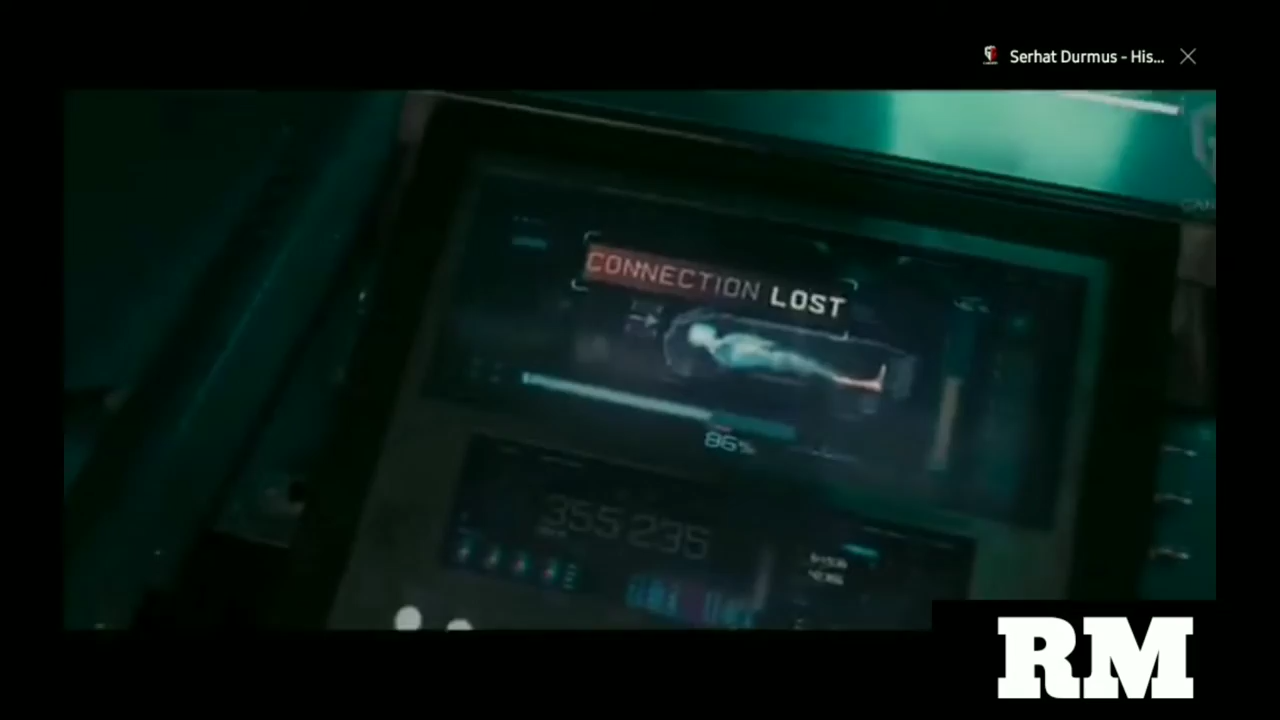 Serhat Durmus - His...
CONNECTION LOST
86%
355 235
RM